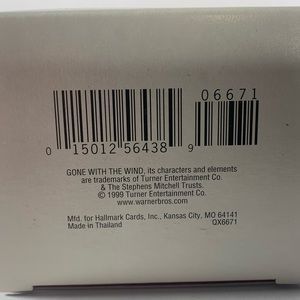 06671
0 15012 56438 9
GONE WITH THE WIND, its characters and elements
are trademarks of Turner Entertainment Co.
& The Stephens Mitchell Trusts.
© 1999 Turner Entertainment Co.
www.warnerbros.com
Mfd. for Hallmark Cards, Inc., Kansas City, MO 64141
Made in Thailand QX6671